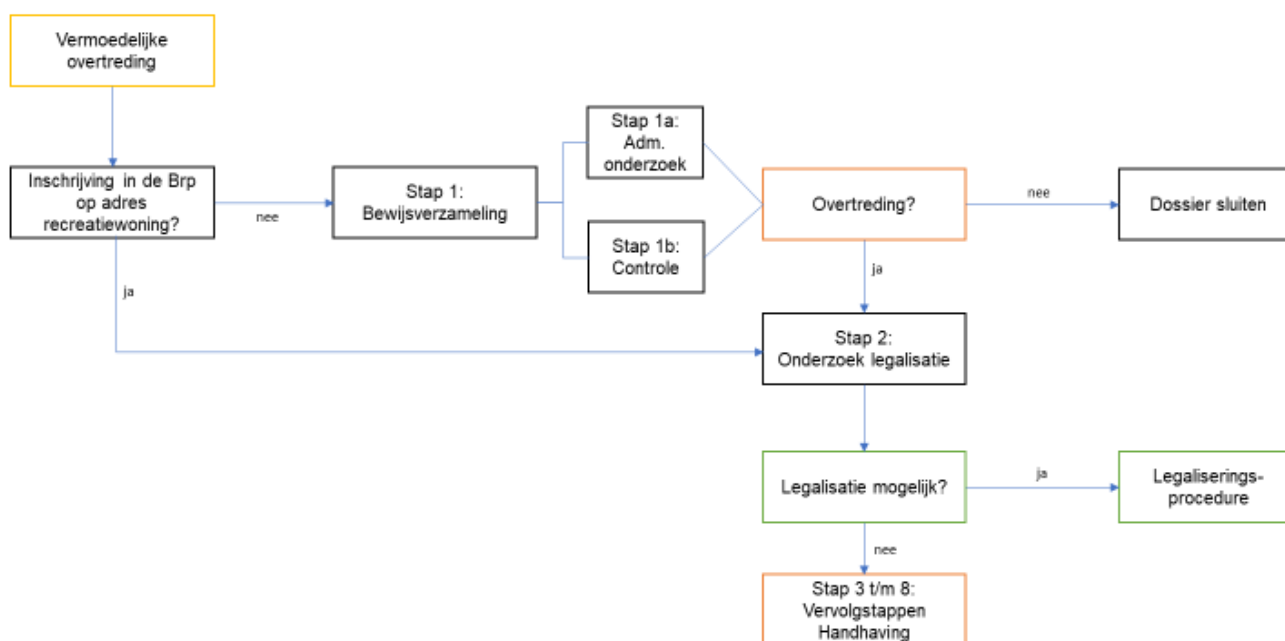 Vermoedelijke
overtreding
Inschrijving in de Brp
op adres
recreatiewoning?
nee
ja
Stap 1:
Bewijsverzameling
Stap 1a:
Adm.
onderzoek
Stap 1b:
Controle
Overtreding?
nee
Dossier sluiten
ja
Stap 2:
Onderzoek legalisatie
Legalisatie mogelijk?
ja
Legaliserings-
procedure
nee
Stap 3 t/m 8:
Vervolgstappen
Handhaving